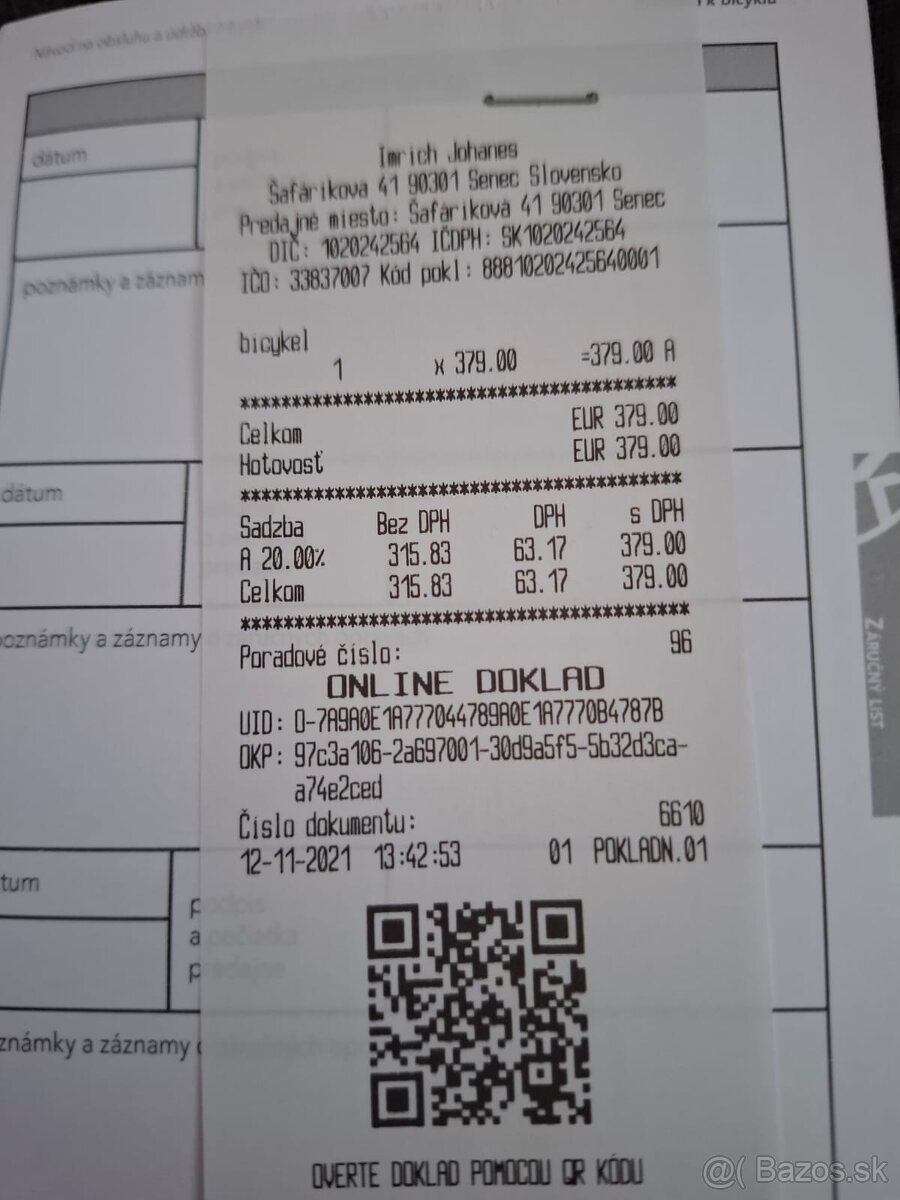 Návod na obsluhu a údržb
dátum
poznámky a záznam
dátum
poznámky a záznamy
tum
podpis
a pečiatka
predajne
známky a záznamy
ZÁRUČNÝ LIST
Imrich Johanes
Šafárikova 41 90301 Senec Slovensko
Predajné miesto: Šafárikova 41 90301 Senec
DIČ: 1020242564 IČDPH: SK1020242564
IČO: 33837007 Kód pokl: 88810202425640001
bicykel
1 x 379.00 =379.00 A
******************************************
Celkom EUR 379.00
Hotovosť EUR 379.00
******************************************
Sadzba Bez DPH DPH s DPH
A 20.00% 315.83 63.17 379.00
Celkom 315.83 63.17 379.00
******************************************
Poradové číslo: 96
ONLINE DOKLAD
UID: O-7A9A0E1A777044789A0E1A7770B4787B
OKP: 97c3a106-2a697001-30d9a5f5-5b32d3ca-
a74e2ced
Číslo dokumentu: 6610
12-11-2021 13:42:53 01 POKLADN.01
OVERTE DOKLAD POMOCOU QR KÓDU
@( Bazos.sk